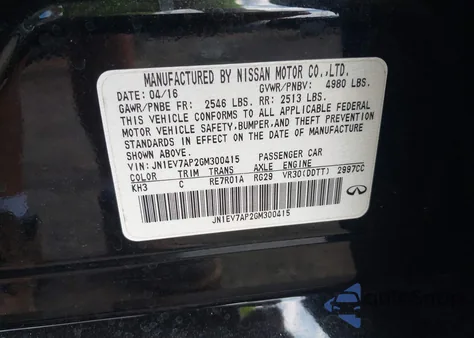 MANUFACTURED BY NISSAN MOTOR CO.,LTD.
DATE: 04/16 GVWR/PNBV: 4980 LBS.
GAWR/PNBE FR: 2546 LBS. RR: 2513 LBS.
THIS VEHICLE CONFORMS TO ALL APPLICABLE FEDERAL
MOTOR VEHICLE SAFETY, BUMPER, AND THEFT PREVENTION
STANDARDS IN EFFECT ON THE DATE OF MANUFACTURE
SHOWN ABOVE.
VIN: JN1EV7AP2GM300415 PASSENGER CAR
COLOR TRIM TRANS AXLE ENGINE
KH3 C RE7R01A RG29 VR30(DDTT) 2997CC
JN1EV7AP2GM300415